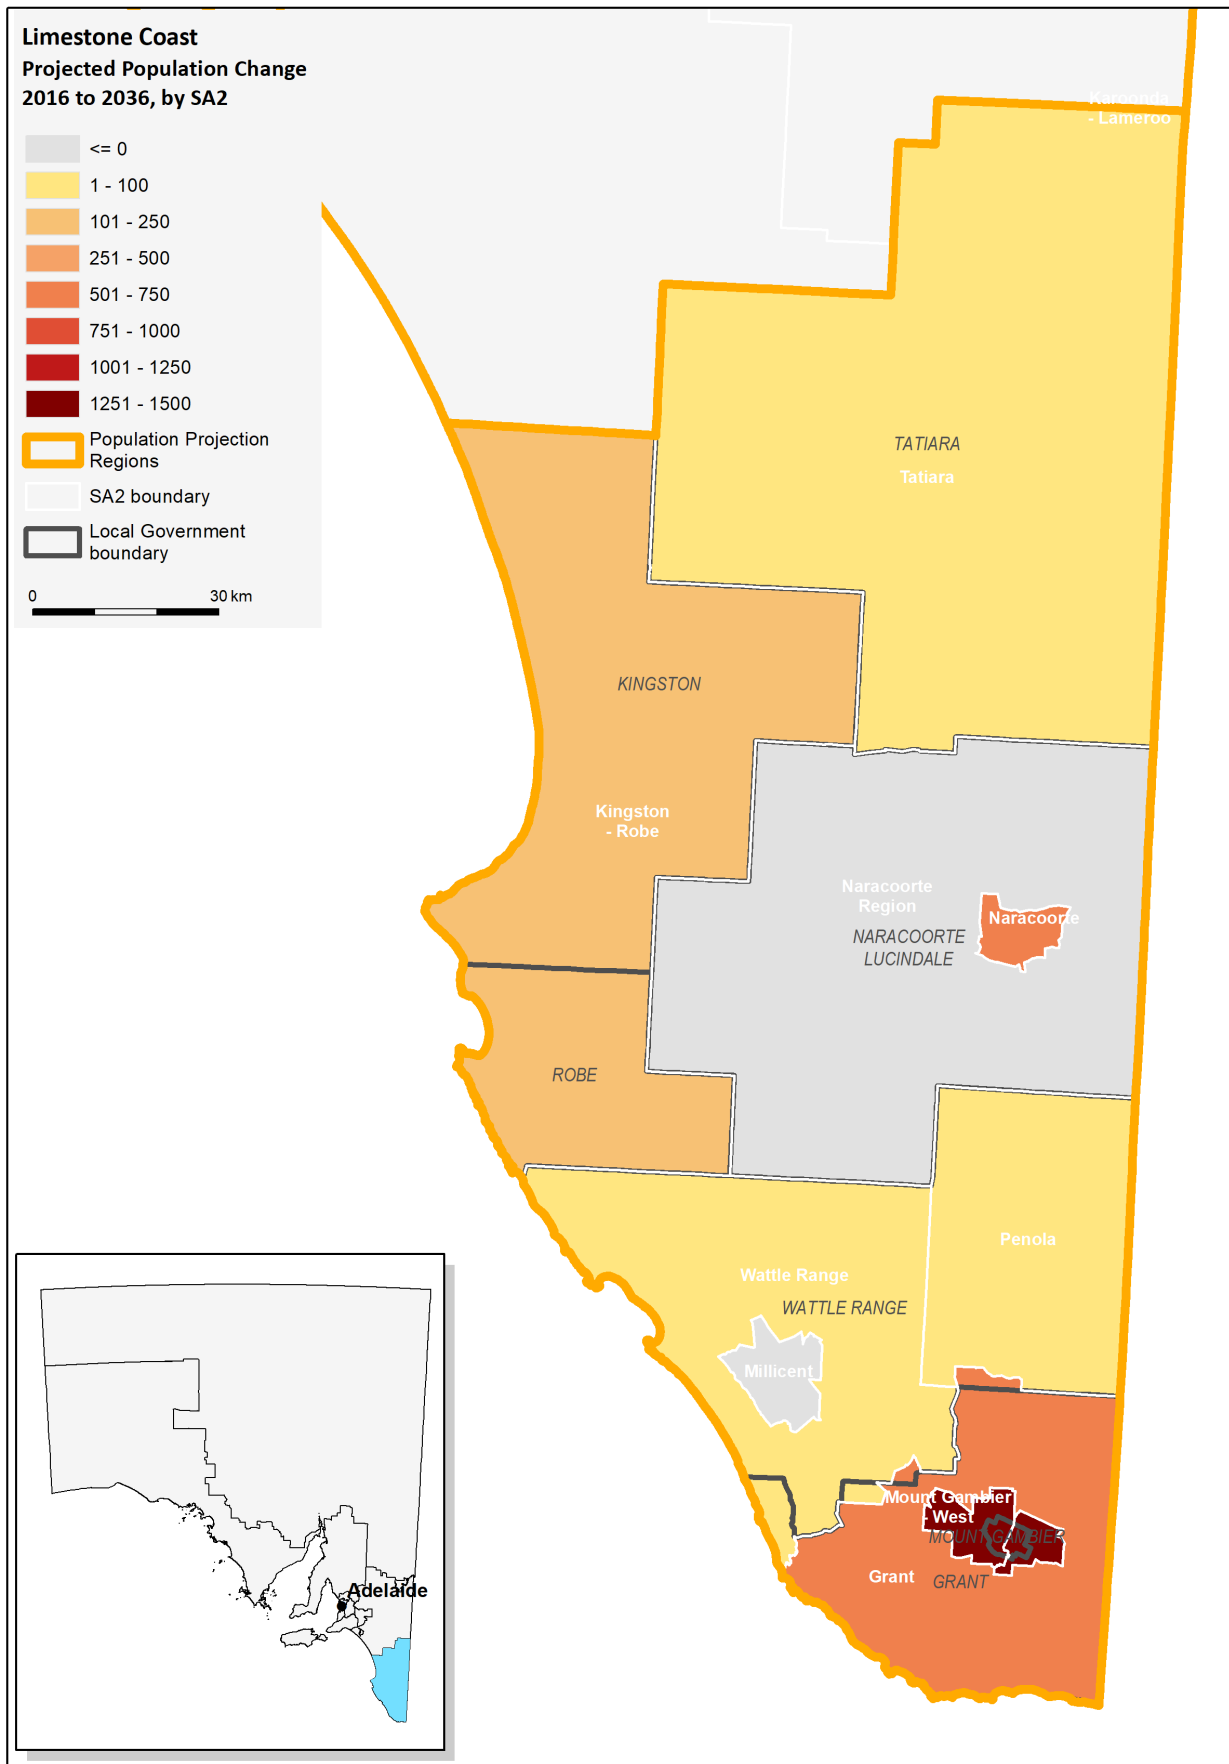 Limestone Coast
Projected Population Change
2016 to 2036, by SA2
<= 0
1 - 100
101 - 250
251 - 500
501 - 750
751 - 1000
1001 - 1250
1251 - 1500
Population Projection
Regions
SA2 boundary
Local Government
boundary
0 30 km
Karoonda
- Lameroo
TATIARA
Tatiara
KINGSTON
Kingston
- Robe
Naracoorte
Region
Naracoorte
NARACOORTE
LUCINDALE
ROBE
Penola
Wattle Range
WATTLE RANGE
Millicent
Mount Gambier
- West
MOUNT GAMBIER
Grant
GRANT
Adelaide